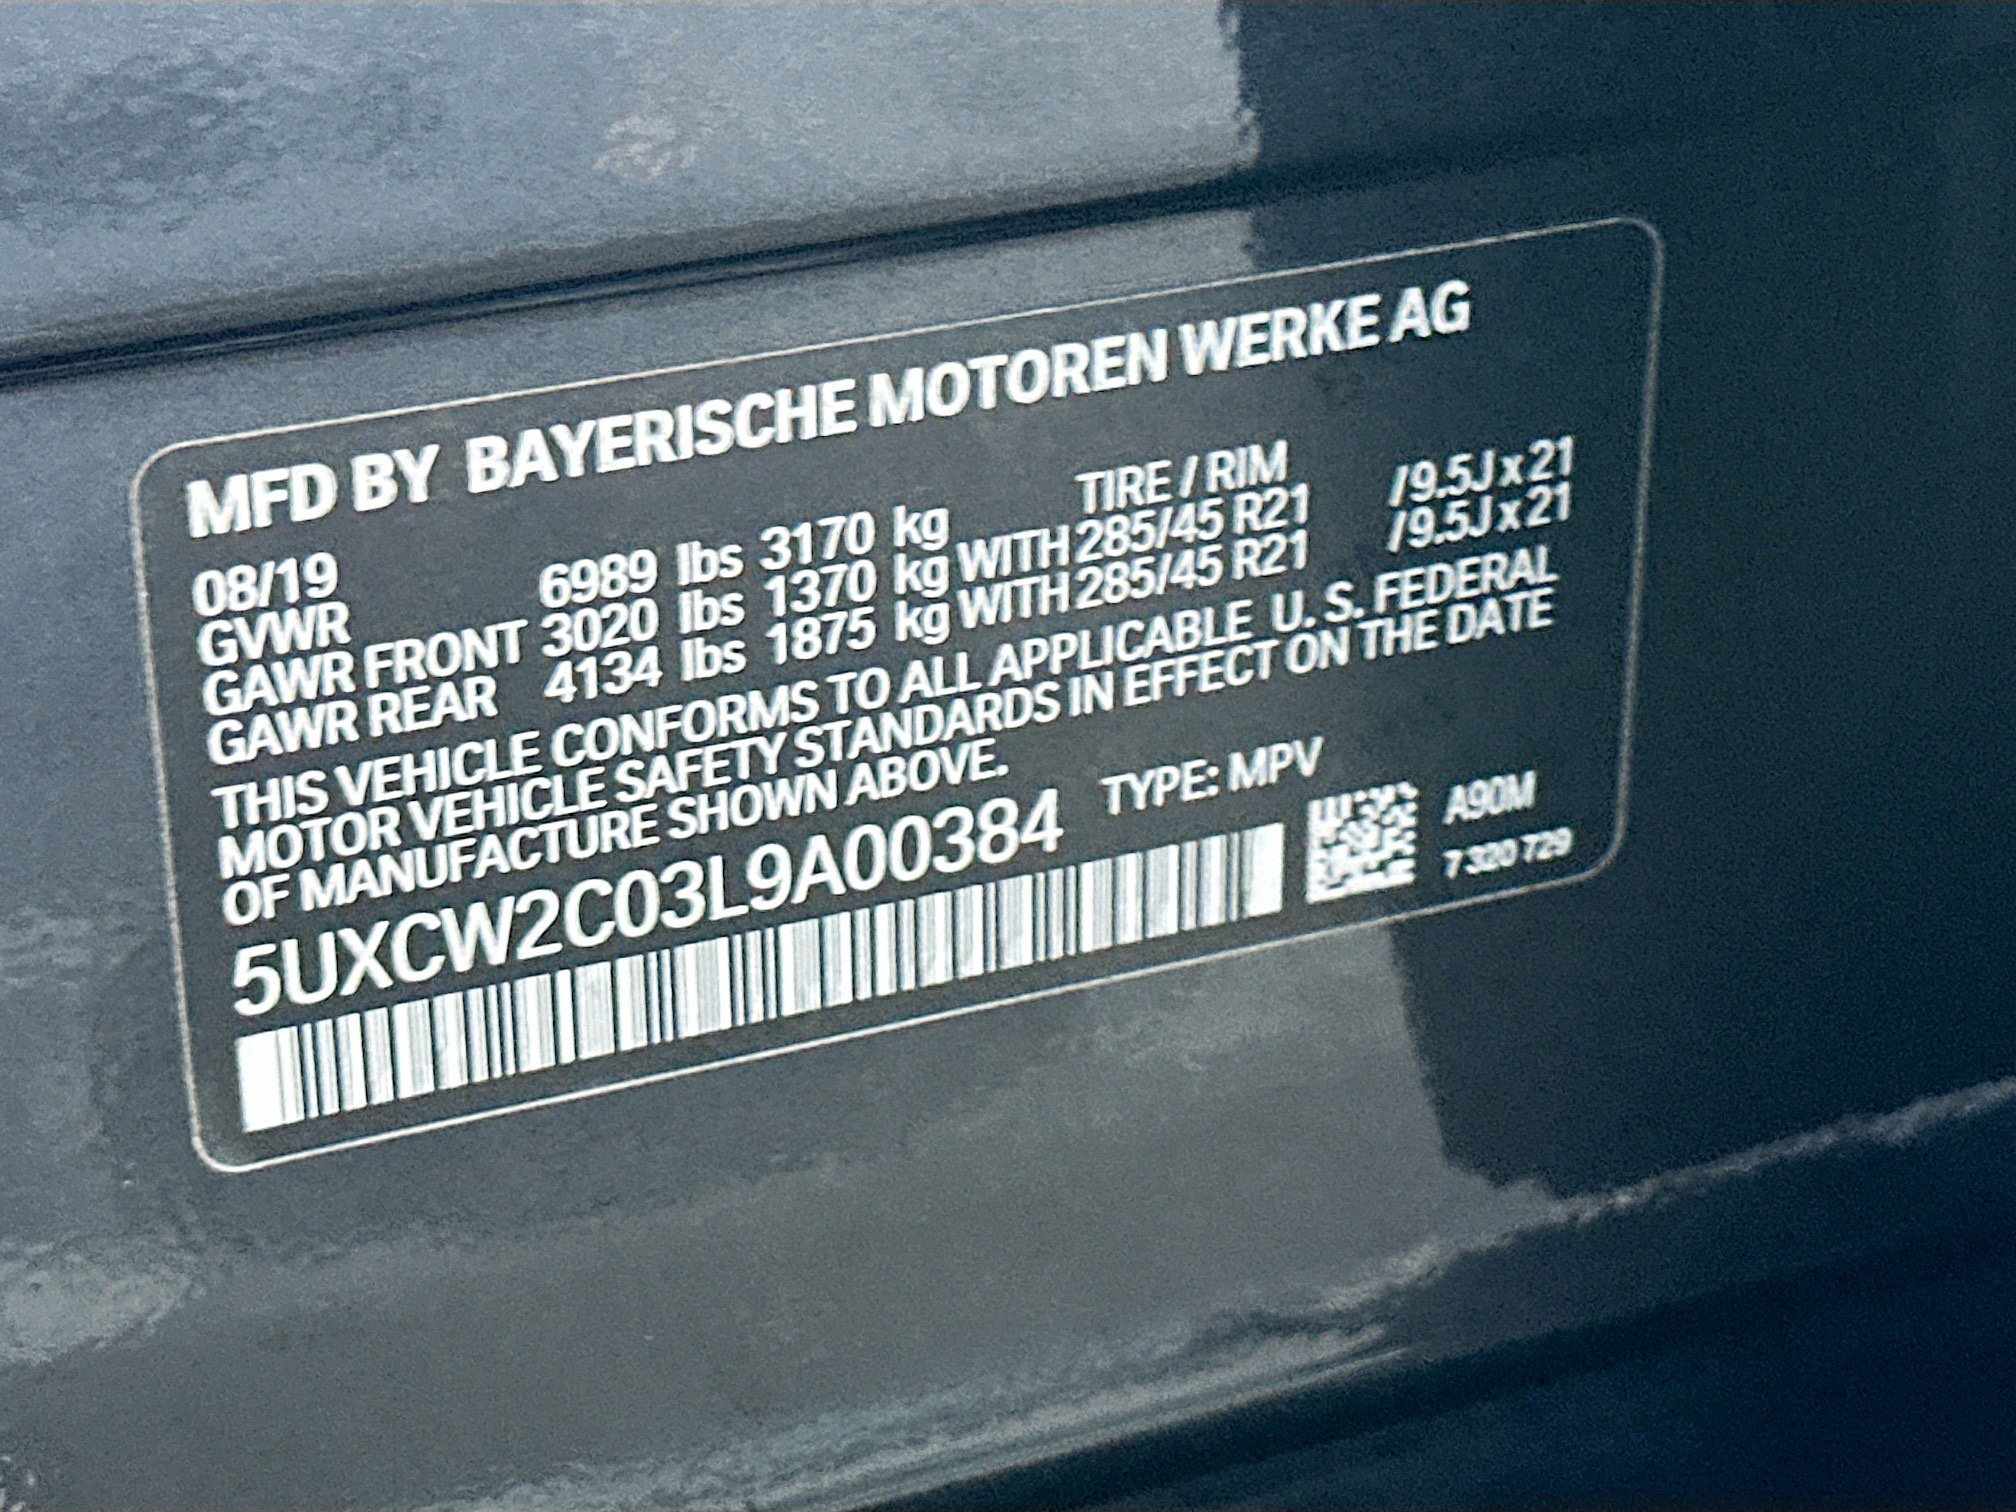 MFD BY BAYERISCHE MOTOREN WERKE AG
08/19 TIRE / RIM
GVWR 6989 lbs 3170 kg
GAWR FRONT 3020 lbs 1370 kg WITH 285/45 R21 /9.5J x 21
GAWR REAR 4134 lbs 1875 kg WITH 285/45 R21 /9.5J x 21
THIS VEHICLE CONFORMS TO ALL APPLICABLE U. S. FEDERAL
MOTOR VEHICLE SAFETY STANDARDS IN EFFECT ON THE DATE
OF MANUFACTURE SHOWN ABOVE.
5UXCW2C03L9A00384 TYPE: MPV
A90M
7 320 729